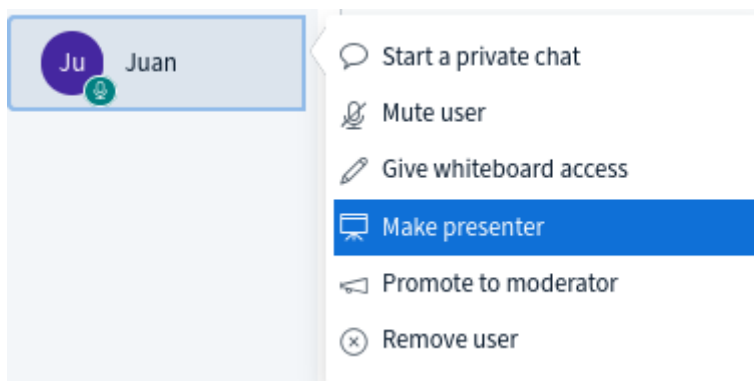 Ju
Juan
Start a private chat
Mute user
Give whiteboard access
Make presenter
Promote to moderator
Remove user